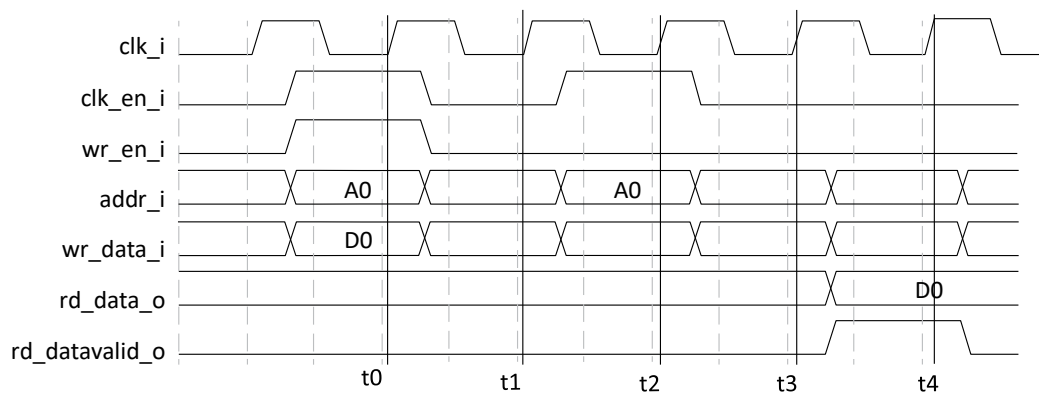 clk_i
clk_en_i
wr_en_i
addr_i A0 A0
wr_data_i D0
rd_data_o D0
rd_datavalid_o
t0 t1 t2 t3 t4